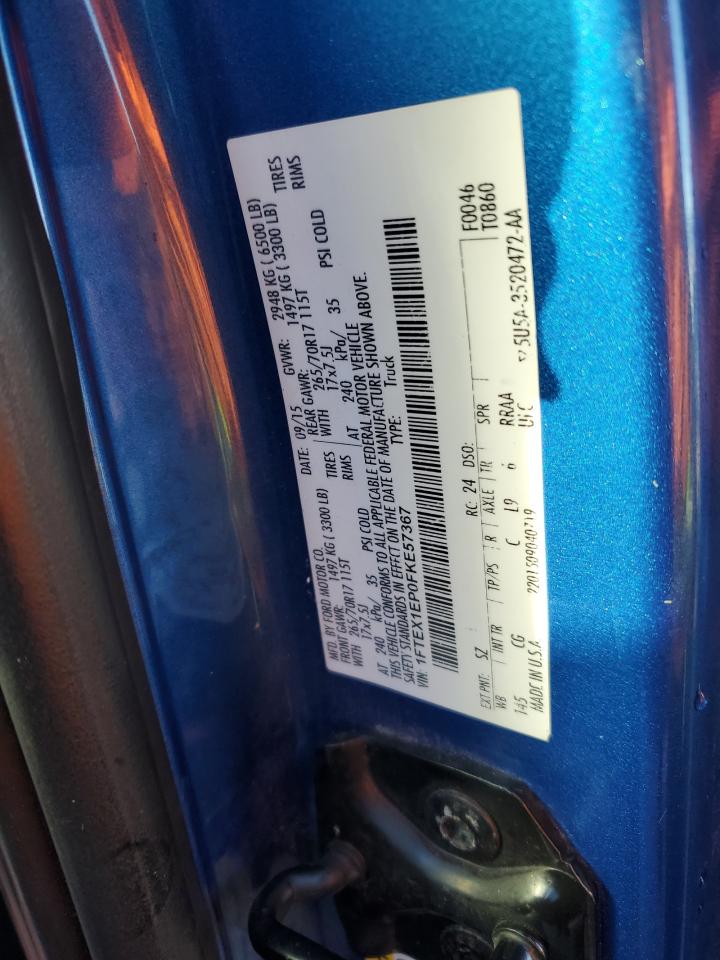 MFD. BY FORD MOTOR CO.
DATE: 09/15 GVWR: 2948 KG ( 6500 LB)
FRONT GAWR: 1497 KG ( 3300 LB) REAR GAWR: 1497 KG ( 3300 LB)
WITH 265/70R17 115T TIRES WITH 265/70R17 115T TIRES
17x7.5J RIMS 17x7.5J RIMS
AT 240 kPa/ 35 PSI COLD AT 240 kPa/ 35 PSI COLD
THIS VEHICLE CONFORMS TO ALL APPLICABLE FEDERAL MOTOR VEHICLE
SAFETY STANDARDS IN EFFECT ON THE DATE OF MANUFACTURE SHOWN ABOVE.
VIN: 1FTEX1EP0FKE57367 TYPE: Truck
F0046
T0860
EXT PNT: SZ RC: 24 DSO:
WB INT TR TP/PS R AXLE TR SPR
145 CG C L9 6 RRAA
MADE IN U.S.A.
2201509040719
5U5A-3520472-AA